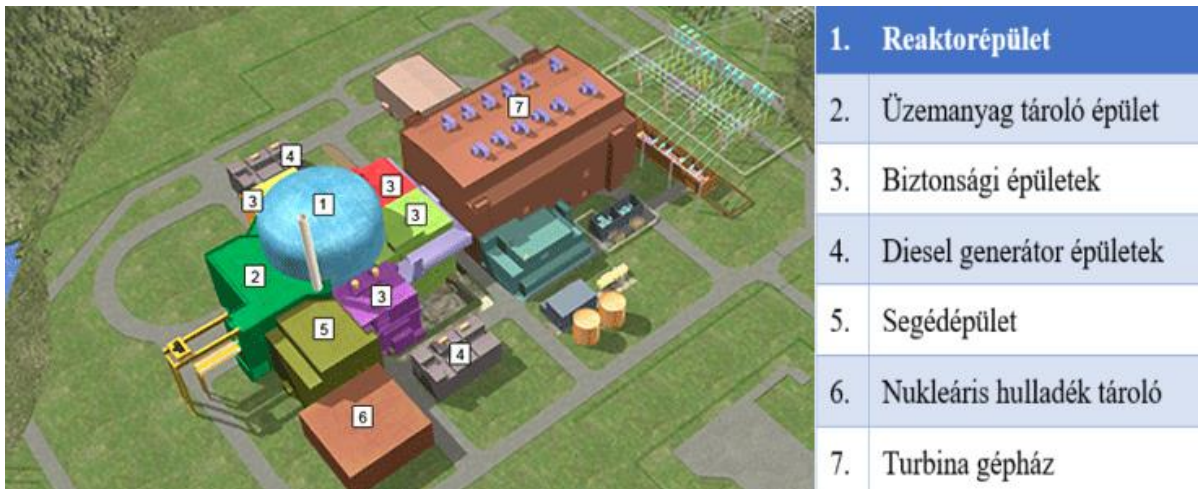 4
7
3
3
1
3
2
3
5
4
6
1. Reaktorépület
2. Üzemanyag tároló épület
3. Biztonsági épületek
4. Diesel generátor épületek
5. Segédépület
6. Nukleáris hulladék tároló
7. Turbina gépház